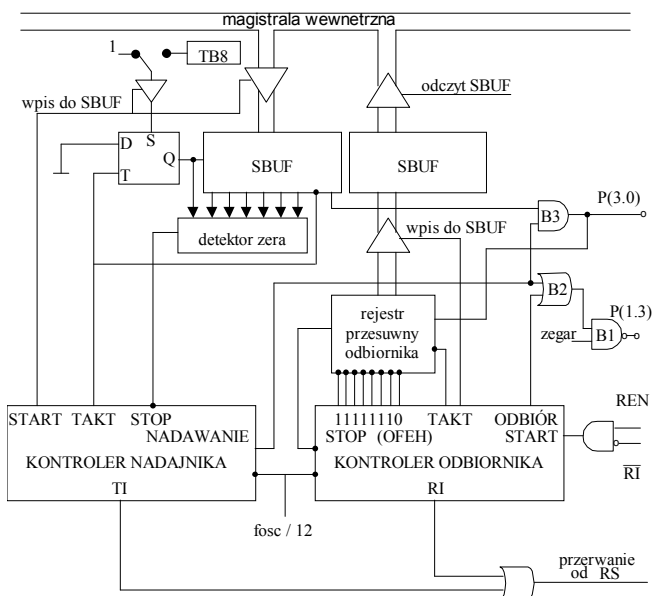 magistrala wewnetrzna
1
TB8
wpis do SBUF
odczyt SBUF
D
S
Q
T
SBUF
SBUF
B3
P(3.0)
detektor zera
wpis do SBUF
B2
P(1.3)
rejestr
przesuwny
odbiornika
zegar
B1
START TAKT STOP
NADAWANIE
KONTROLER NADAJNIKA
TI
11111110 TAKT ODBIÓR
STOP (OFEH) START
KONTROLER ODBIORNIKA
RI
REN
RI
fosc / 12
przerwanie
od RS